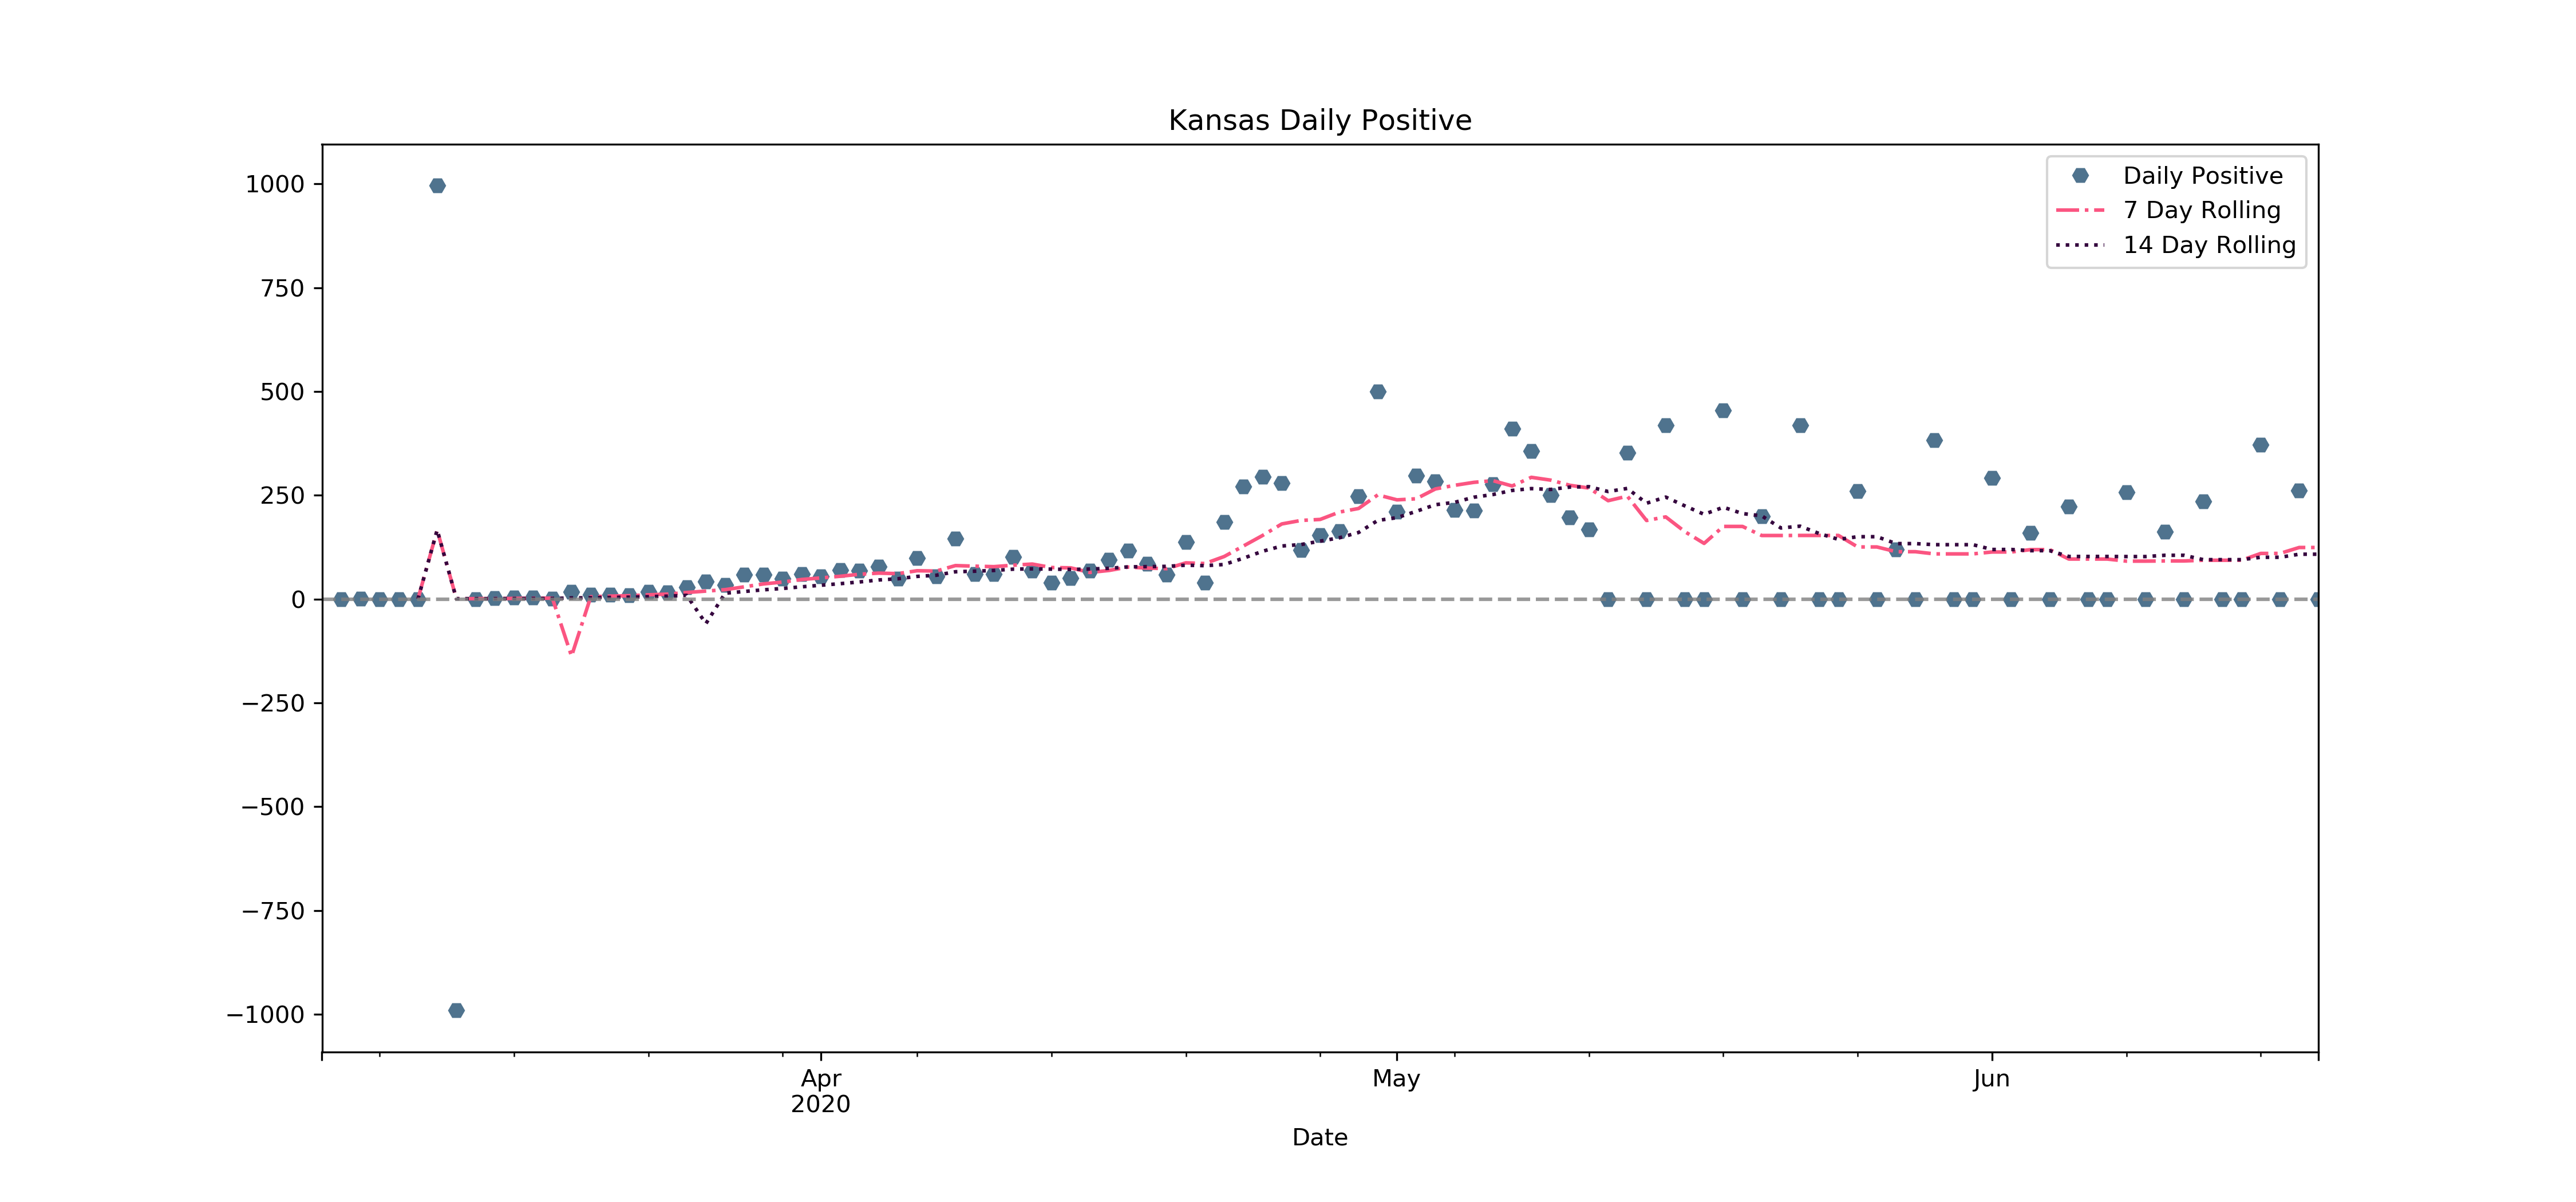 Kansas Daily Positive
1000
750
500
250
0
−250
−500
−750
−1000
Daily Positive
7 Day Rolling
14 Day Rolling
Apr
2020
May
Jun
Date